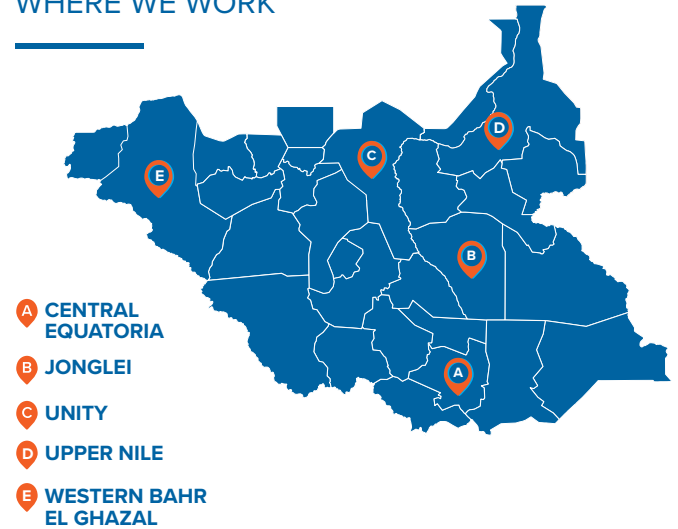 WHERE WE WORK
D
C
E
B
A
A CENTRAL
EQUATORIA
B JONGLEI
C UNITY
D UPPER NILE
E WESTERN BAHR
EL GHAZAL